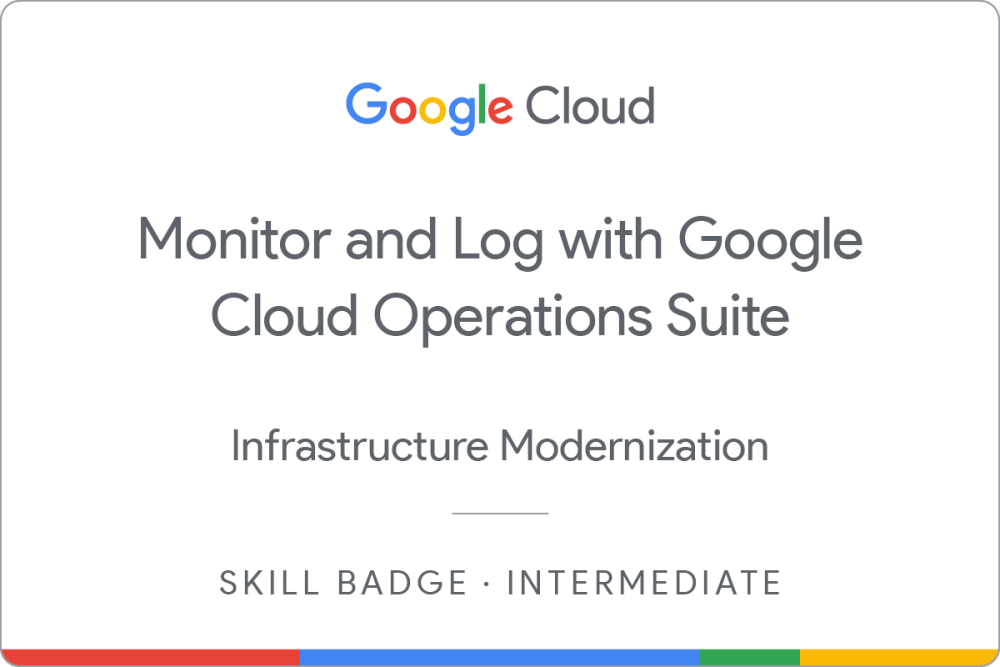 Google Cloud
Monitor and Log with Google
Cloud Operations Suite
Infrastructure Modernization
SKILL BADGE · INTERMEDIATE